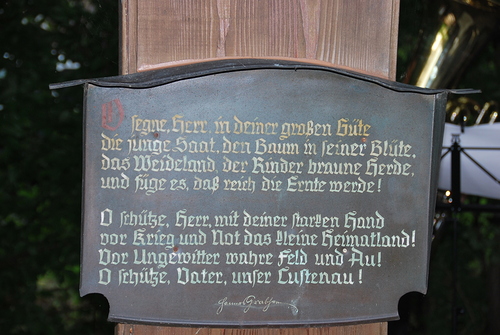 O segne, Herr, in deiner großen Güte
die junge Saat, den Baum in seiner Blüte,
das Weideland, der Rinder braune Herde,
und füge es, daß reich die Ernte werde!
O schütze, Herr, mit deiner starken Hand
vor Krieg und Not das kleine Heimatland!
Vor Ungewitter wahre Feld und Au!
O schütze, Vater, unser Lustenau!